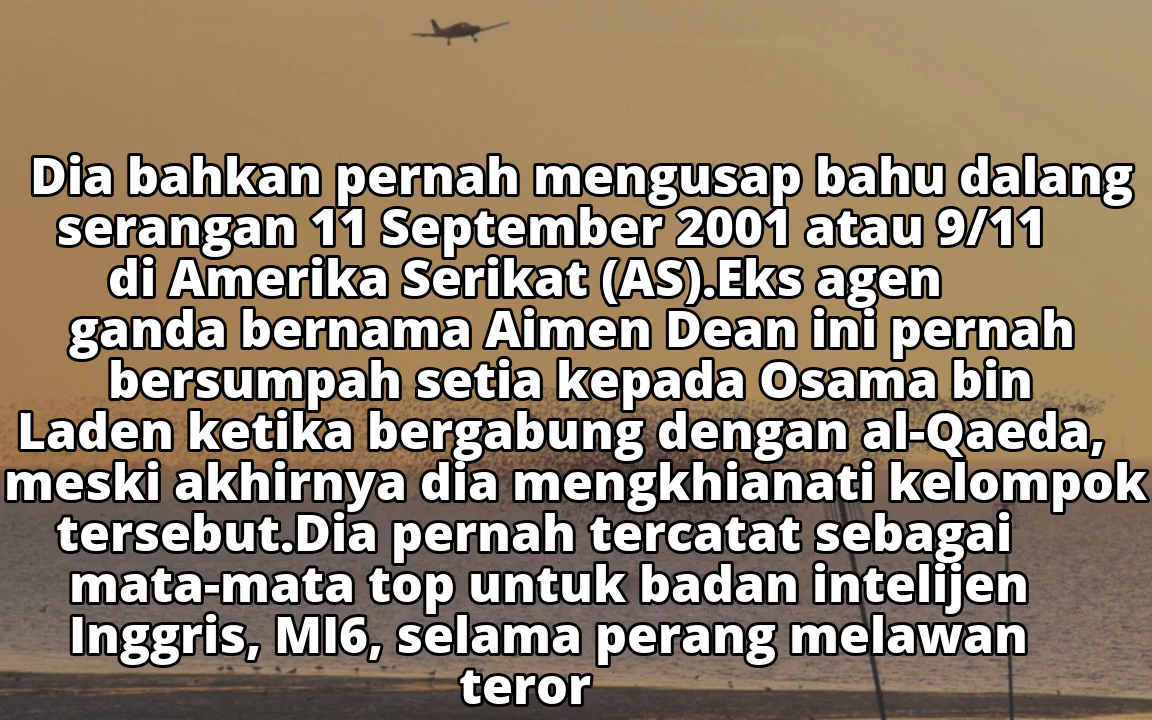 Dia bahkan pernah mengusap bahu dalang
serangan 11 September 2001 atau 9/11
di Amerika Serikat (AS).Eks agen
ganda bernama Aimen Dean ini pernah
bersumpah setia kepada Osama bin
Laden ketika bergabung dengan al-Qaeda,
meski akhirnya dia mengkhianati kelompok
tersebut.Dia pernah tercatat sebagai
mata-mata top untuk badan intelijen
Inggris, MI6, selama perang melawan
teror